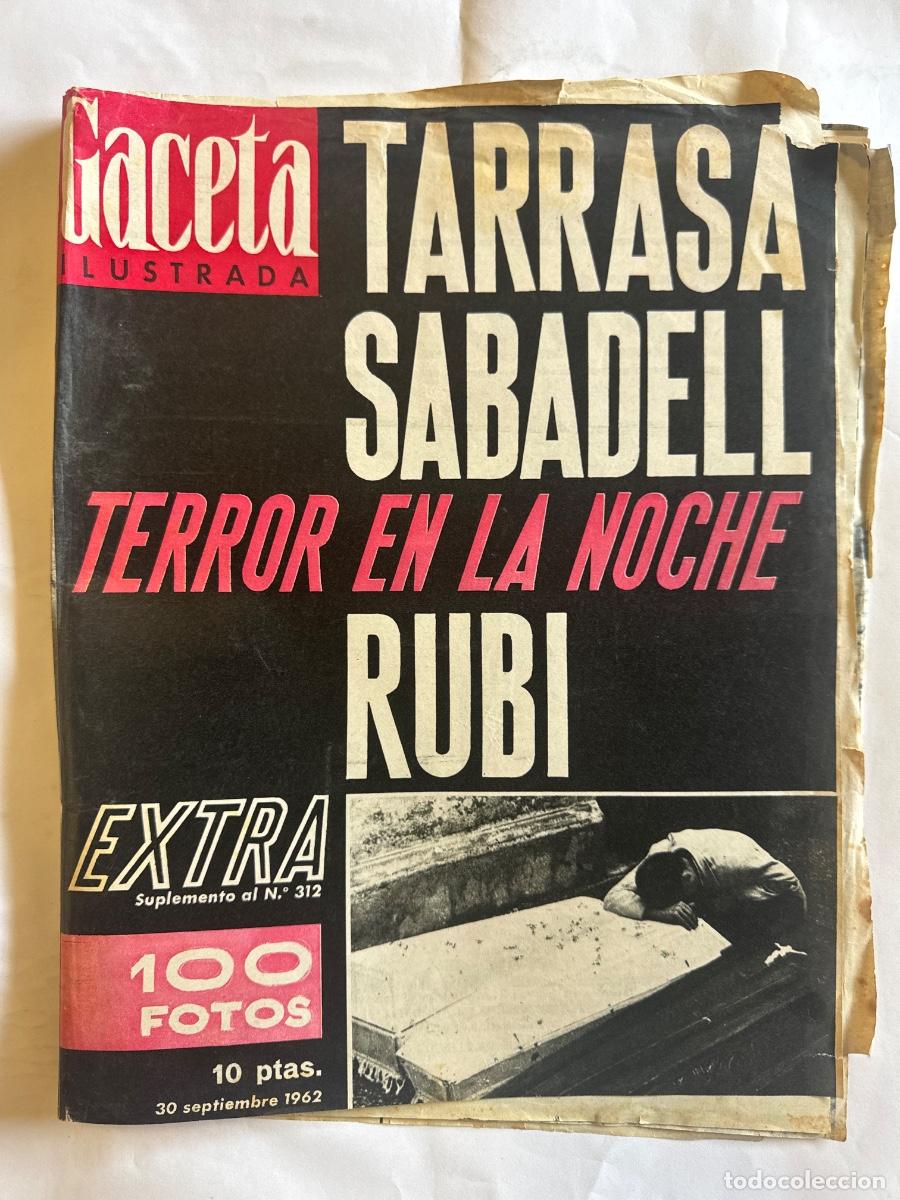 Gaceta
ILUSTRADA
TARRASA
SABADELL
TERROR EN LA NOCHE
RUBI
EXTRA
Suplemento al N.° 312
100
FOTOS
10 ptas.
30 septiembre 1962
todocoleccion